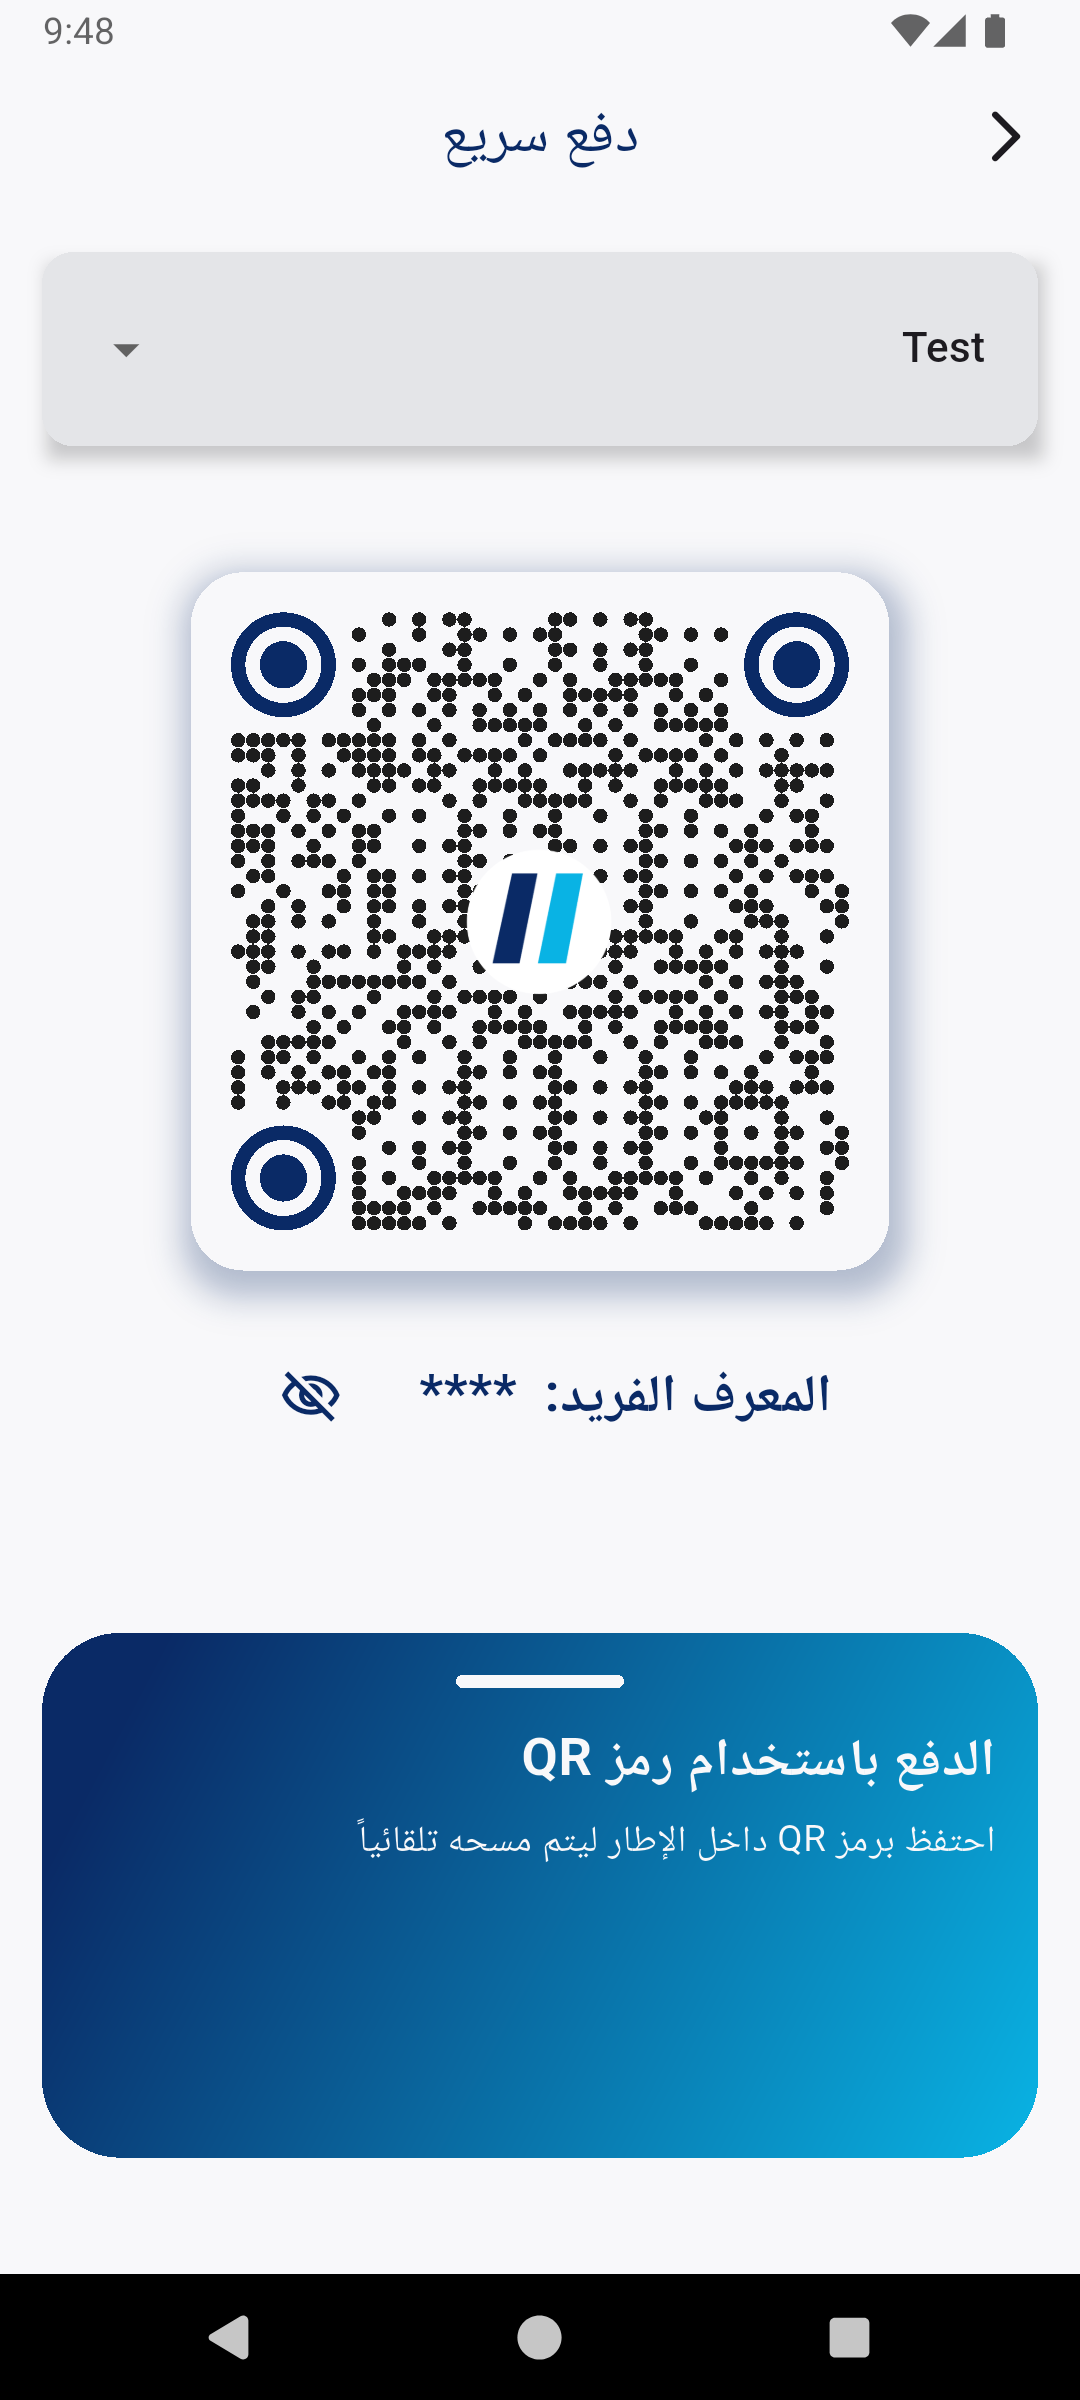 9:48
دفع سريع
Test
المعرف الفريد: ****
الدفع باستخدام رمز QR
احتفظ برمز QR داخل الإطار ليتم مسحه تلقائياً